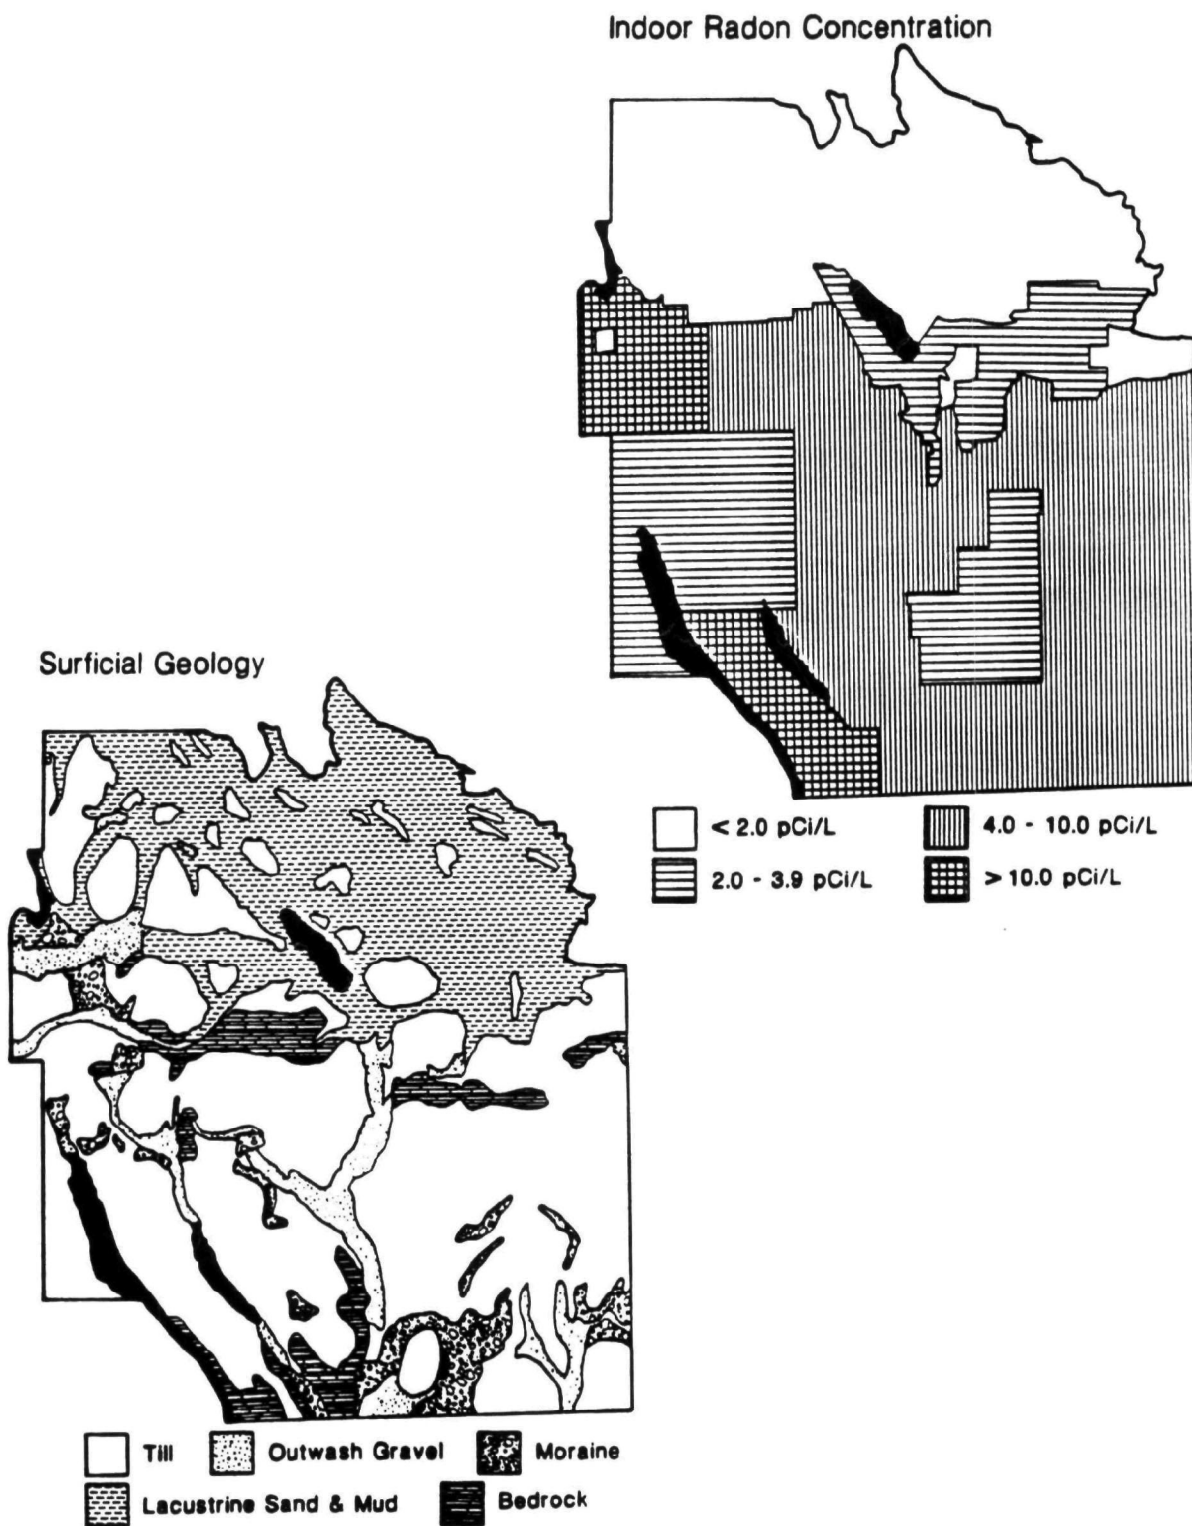 Indoor Radon Concentration
< 2.0 pCi/L
4.0 - 10.0 pCi/L
2.0 - 3.9 pCi/L
> 10.0 pCi/L
Surficial Geology
Till
Outwash Gravel
Moraine
Lacustrine Sand & Mud
Bedrock